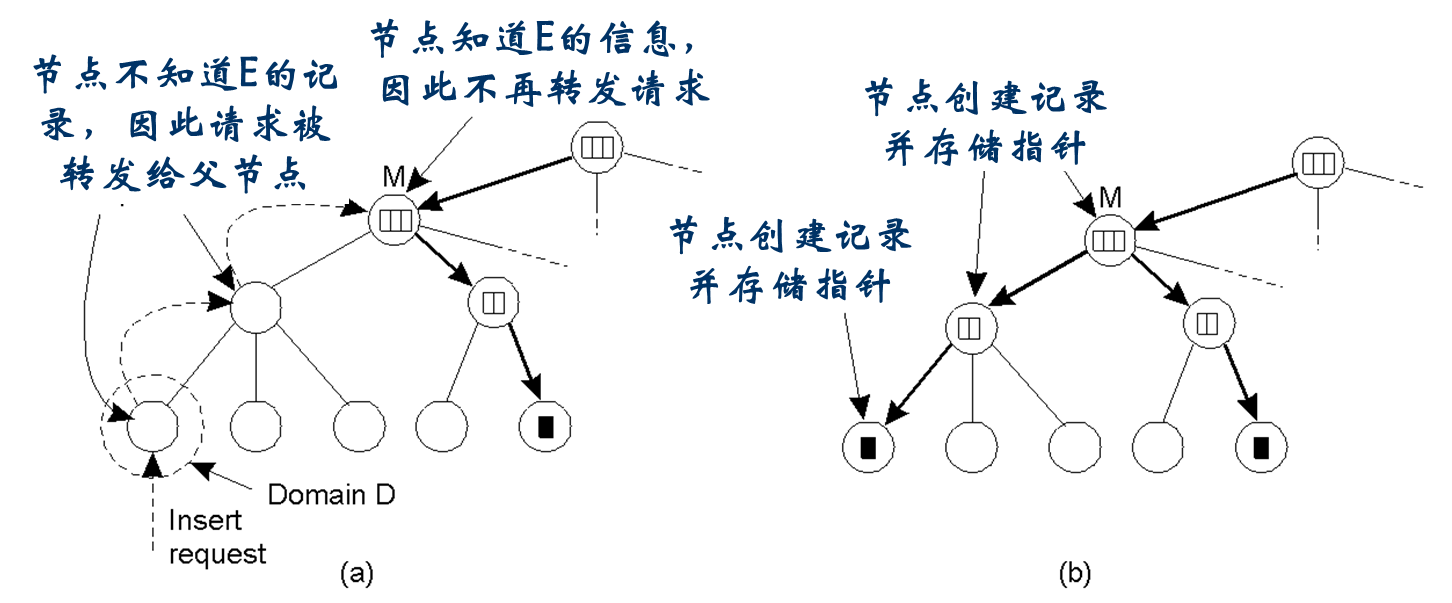 节点不知道E的记
录，因此请求被
转发给父节点
节点知道E的信息，
因此不再转发请求
M
Domain D
Insert
request
(a)
节点创建记录
并存储指针
M
节点创建记录
并存储指针
(b)